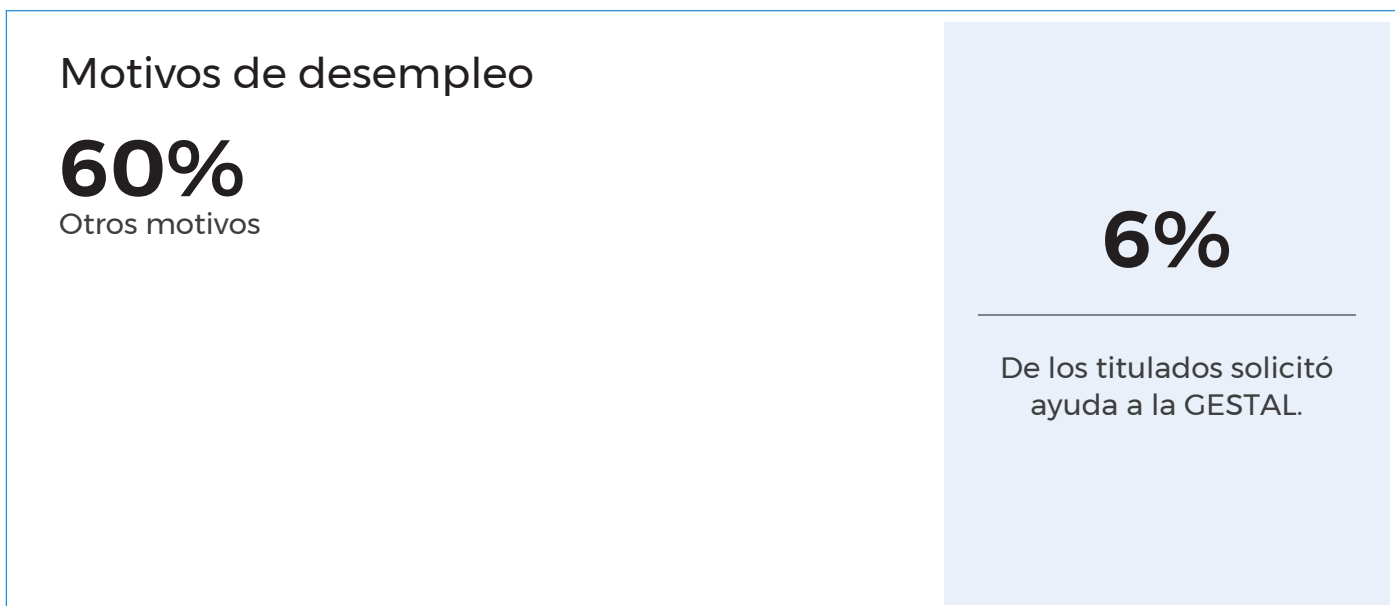 Motivos de desempleo
60%
Otros motivos
6%
De los titulados solicitó
ayuda a la GESTAL.